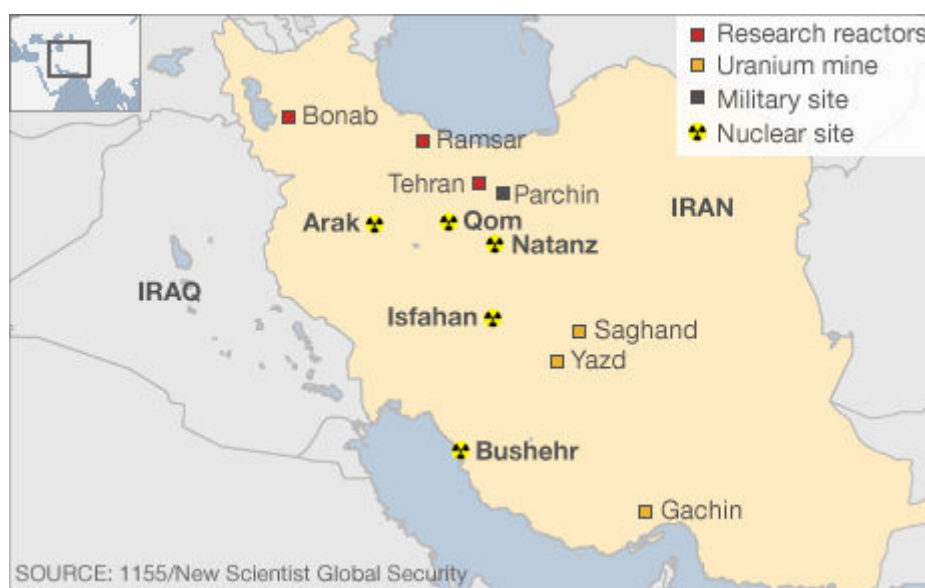 Research reactors
Uranium mine
Military site
Nuclear site
Bonab
Ramsar
Tehran
Parchin
IRAN
Arak
Qom
Natanz
IRAQ
Isfahan
Saghand
Yazd
Bushehr
Gachin
SOURCE: 1155/New Scientist Global Security